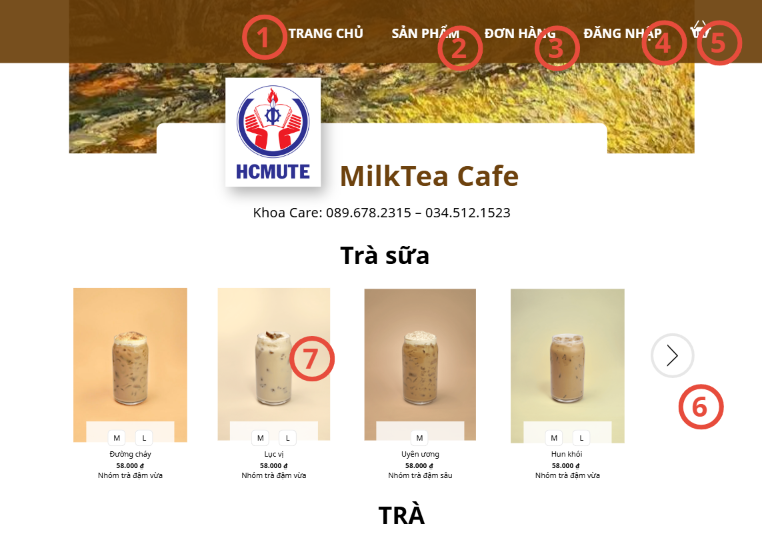 1 TRANG CHỦ SẢN PHẨM 2 ĐƠN HÀNG 3 ĐĂNG NHẬP 4 5
HCMUTE
MilkTea Cafe
Khoa Care: 089.678.2315 – 034.512.1523
Trà sữa
7
6
M L M L M M L
Đường cháy Lục vị Uyên ương Hun khói
58.000 ₫ 58.000 ₫ 58.000 ₫ 58.000 ₫
Nhóm trà đậm vừa Nhóm trà đậm vừa Nhóm trà đậm sâu Nhóm trà đậm vừa
TRÀ